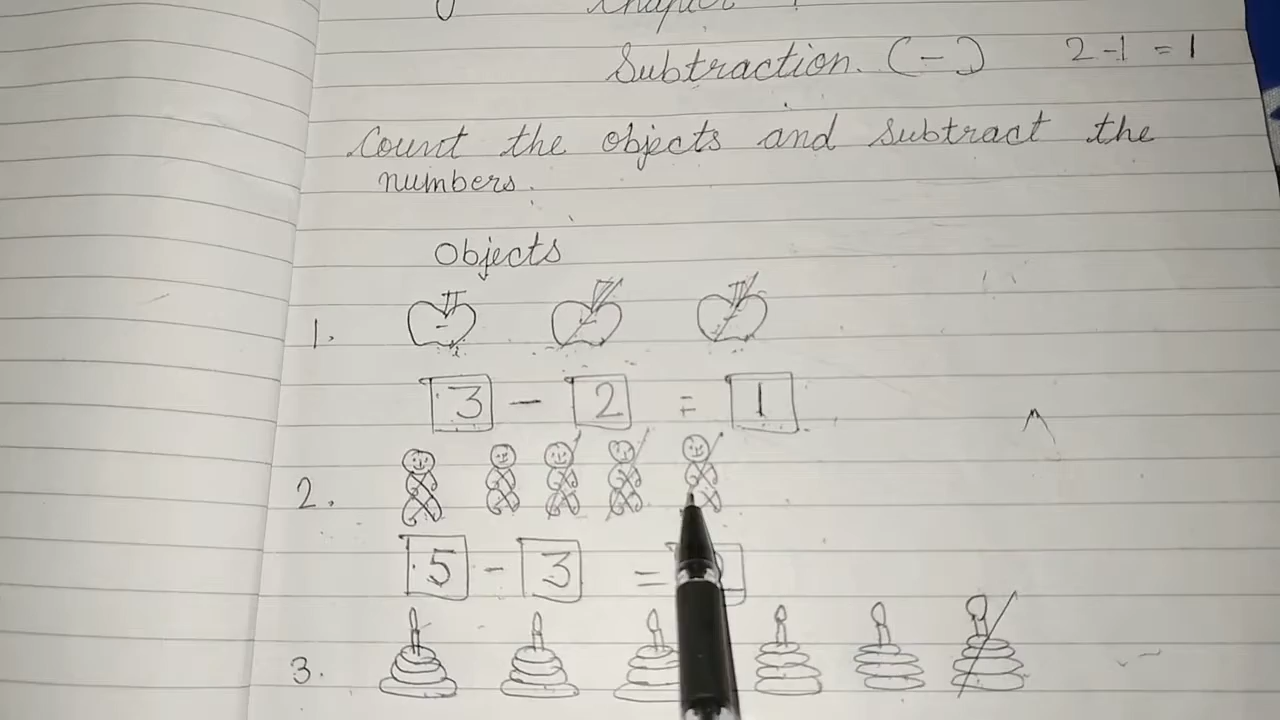 Chapter
Subtraction. (-) 2-1 = 1
Count the objects and subtract the
numbers.
Objects
1.
3 - 2 = 1
2.
5 - 3 =
3.